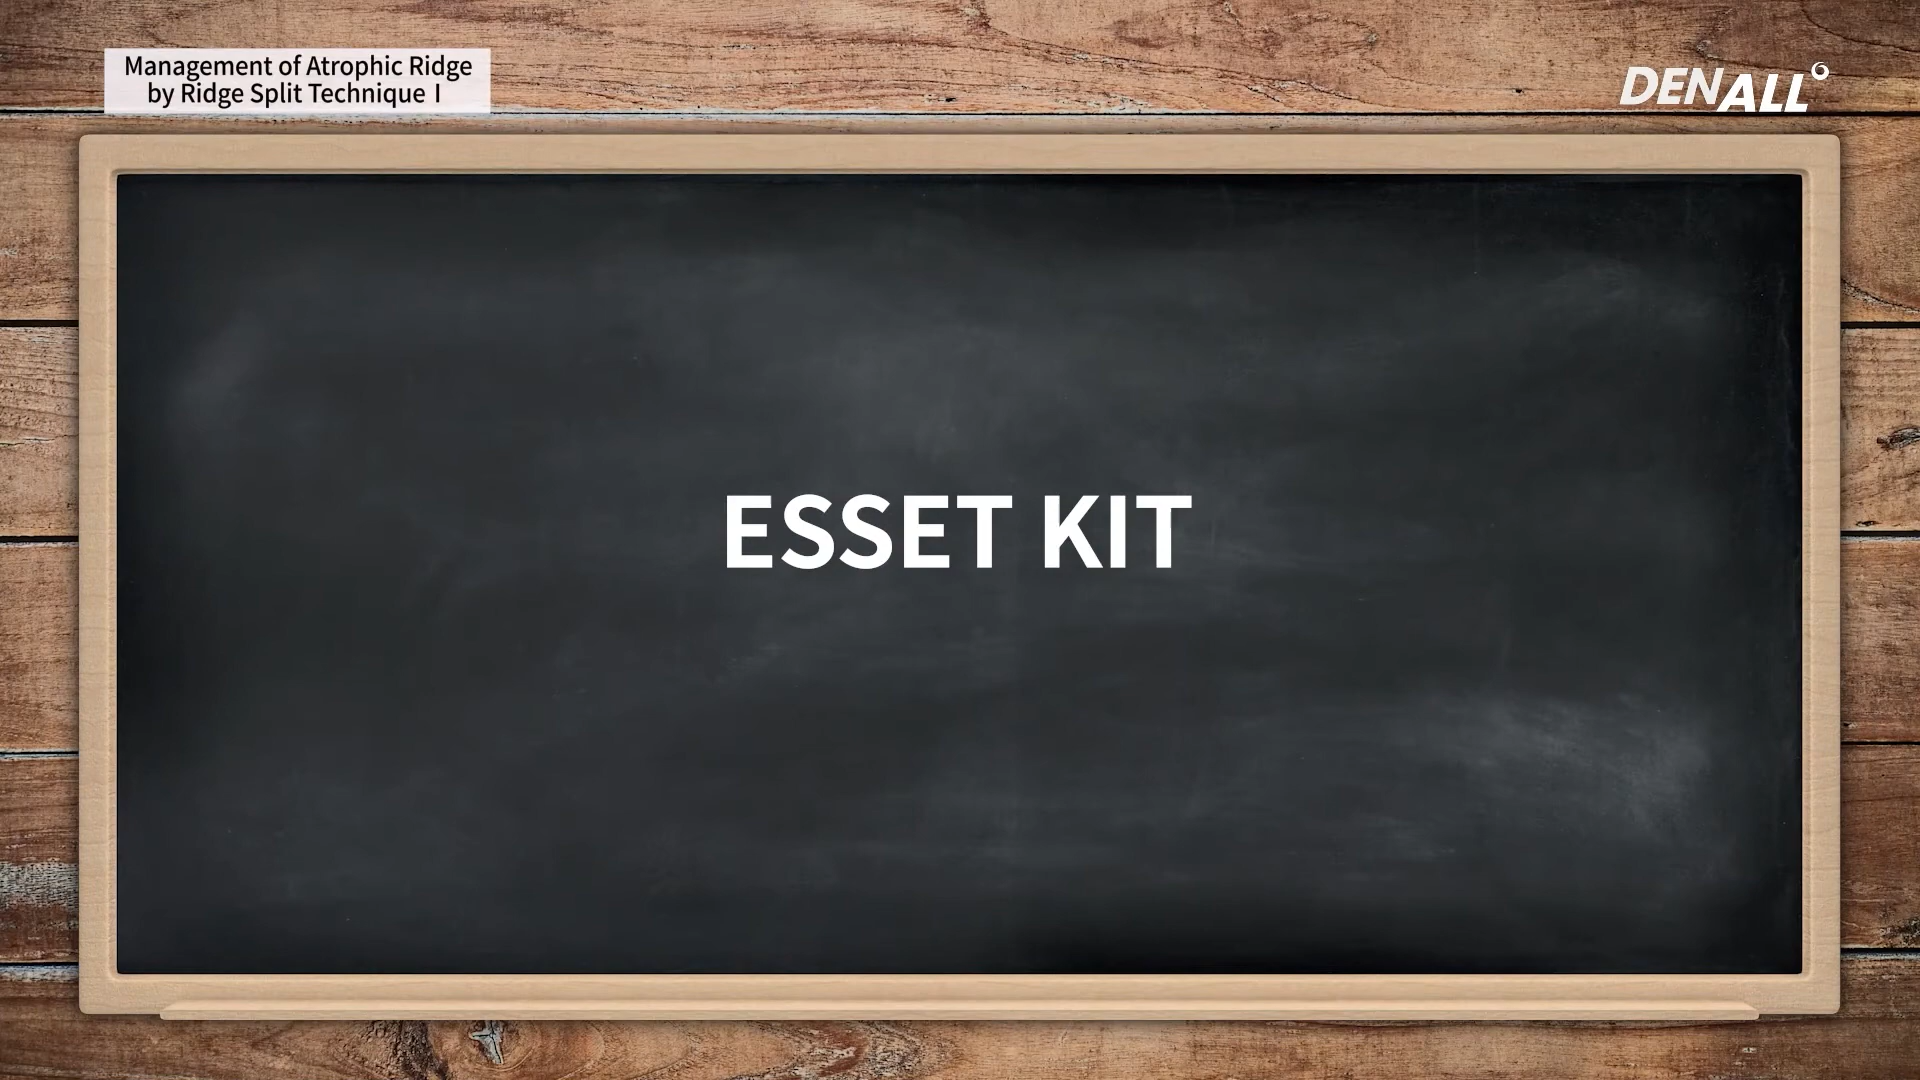 Management of Atrophic Ridge
by Ridge Split Technique I
DENALL
ESSET KIT